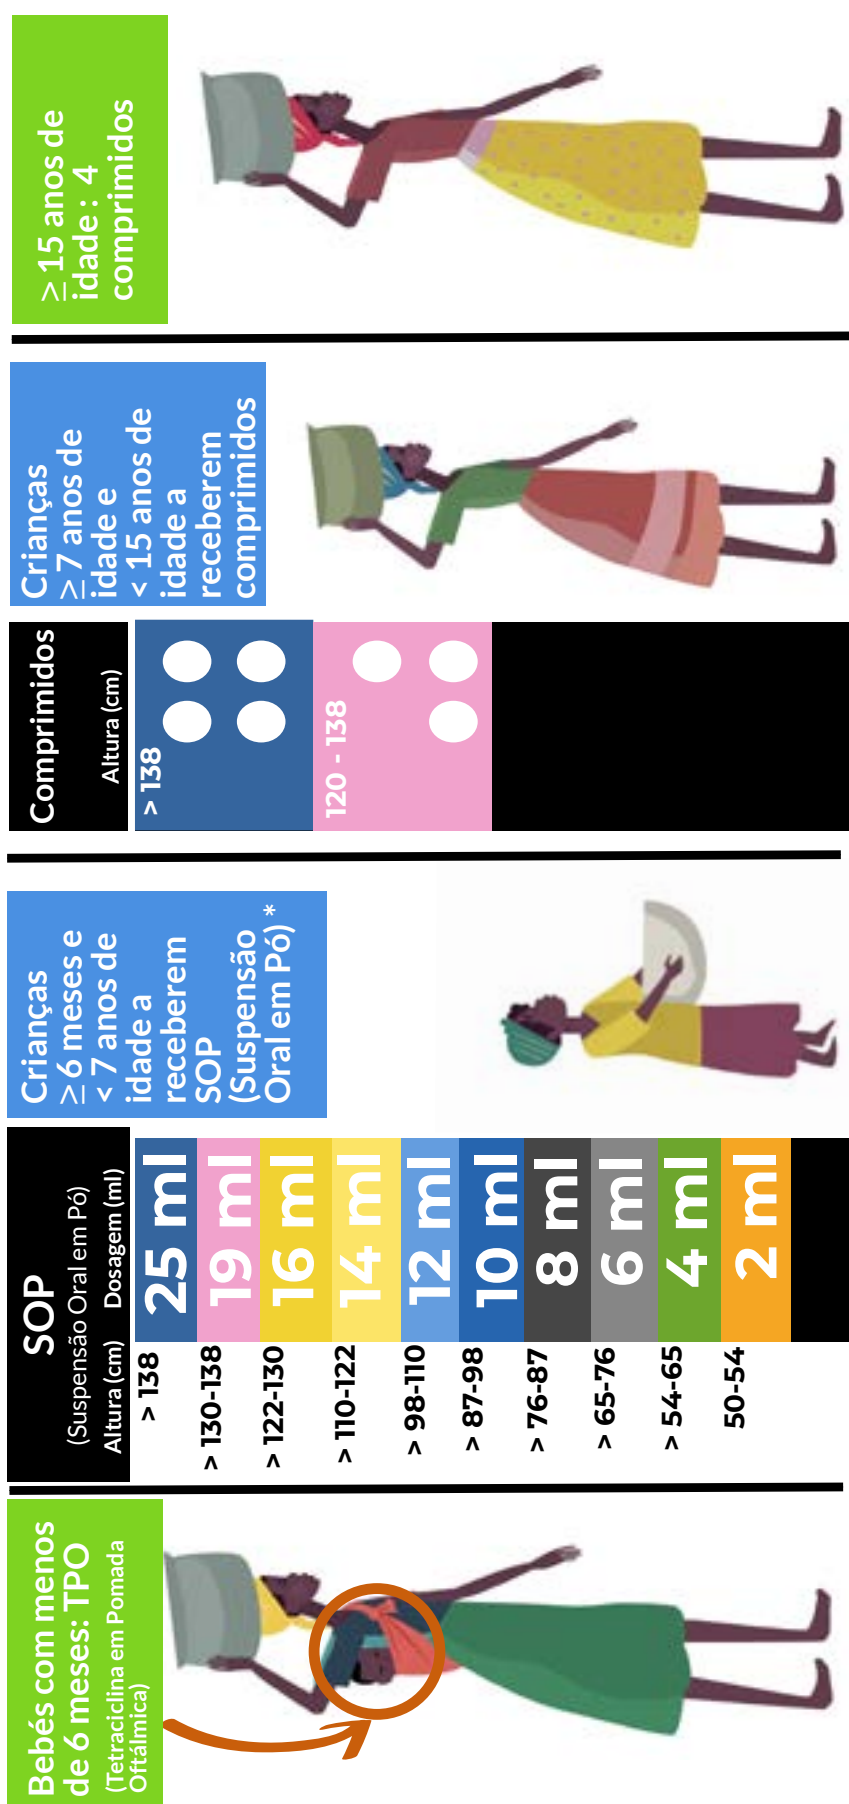 Bebés com menos
de 6 meses: TPO
(Tetraciclina em Pomada
Oftálmica)
SOP
(Suspensão Oral em Pó)
Altura (cm) Dosagem (ml)
> 138 25 ml
> 130-138 19 ml
> 122-130 16 ml
> 110-122 14 ml
> 98-110 12 ml
> 87-98 10 ml
> 76-87 8 ml
> 65-76 6 ml
> 54-65 4 ml
50-54 2 ml
Crianças
≥ 6 meses e
< 7 anos de
idade a
receberem
SOP
(Suspensão
Oral em Pó) *
Comprimidos
Altura (cm)
> 138
120 - 138
Crianças
≥ 7 anos de
idade e
< 15 anos de
idade a
receberem
comprimidos
≥ 15 anos de
idade : 4
comprimidos